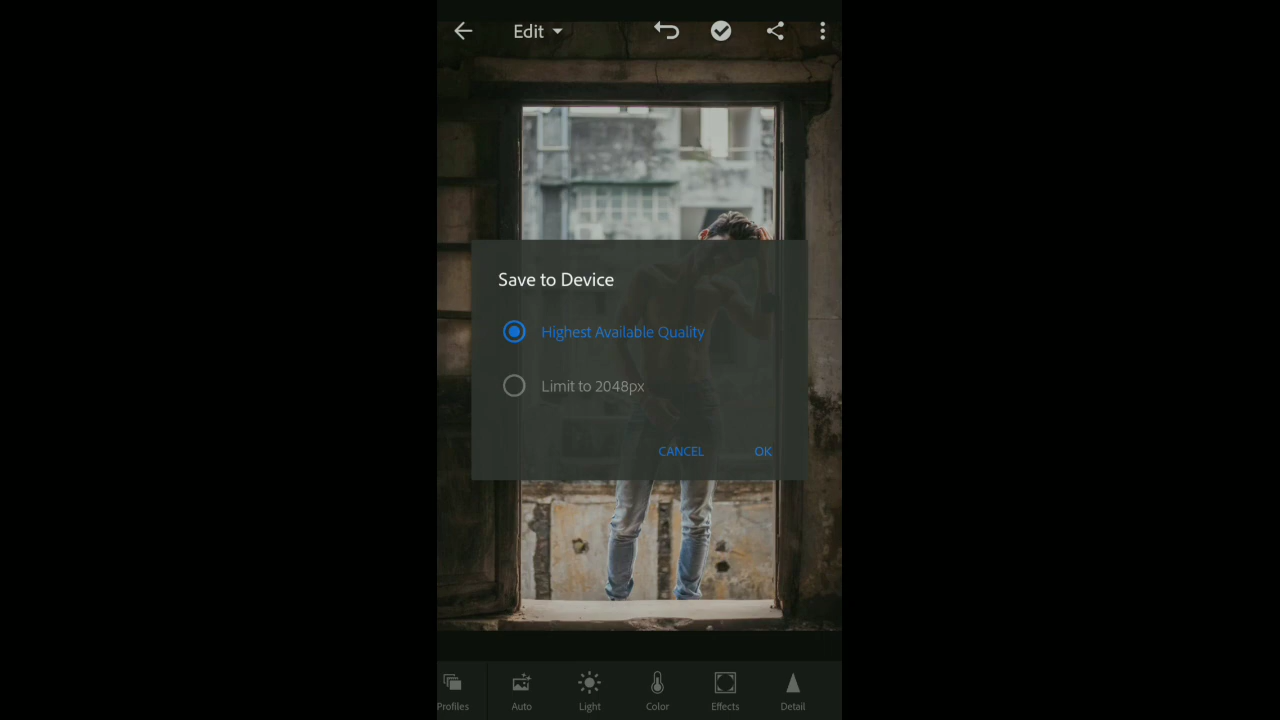 Edit
Save to Device
Highest Available Quality
Limit to 2048px
CANCEL OK
Profiles Auto Light Color Effects Detail